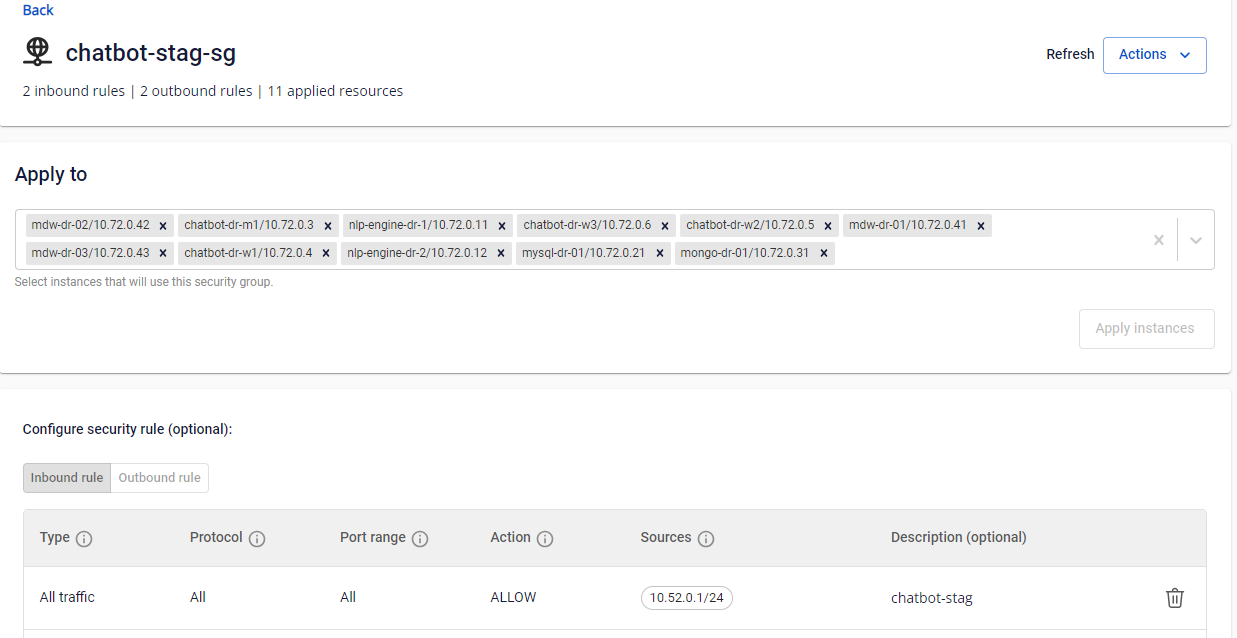 Back
chatbot-stag-sg
Refresh Actions
2 inbound rules | 2 outbound rules | 11 applied resources
Apply to
mdw-dr-02/10.72.0.42 x chatbot-dr-m1/10.72.0.3 x nlp-engine-dr-1/10.72.0.11 x chatbot-dr-w3/10.72.0.6 x chatbot-dr-w2/10.72.0.5 x mdw-dr-01/10.72.0.41 x
mdw-dr-03/10.72.0.43 x chatbot-dr-w1/10.72.0.4 x nlp-engine-dr-2/10.72.0.12 x mysql-dr-01/10.72.0.21 x mongo-dr-01/10.72.0.31 x
Select instances that will use this security group.
Apply instances
Configure security rule (optional):
Inbound rule Outbound rule
Type Protocol Port range Action Sources Description (optional)
All traffic All All ALLOW 10.52.0.1/24 chatbot-stag